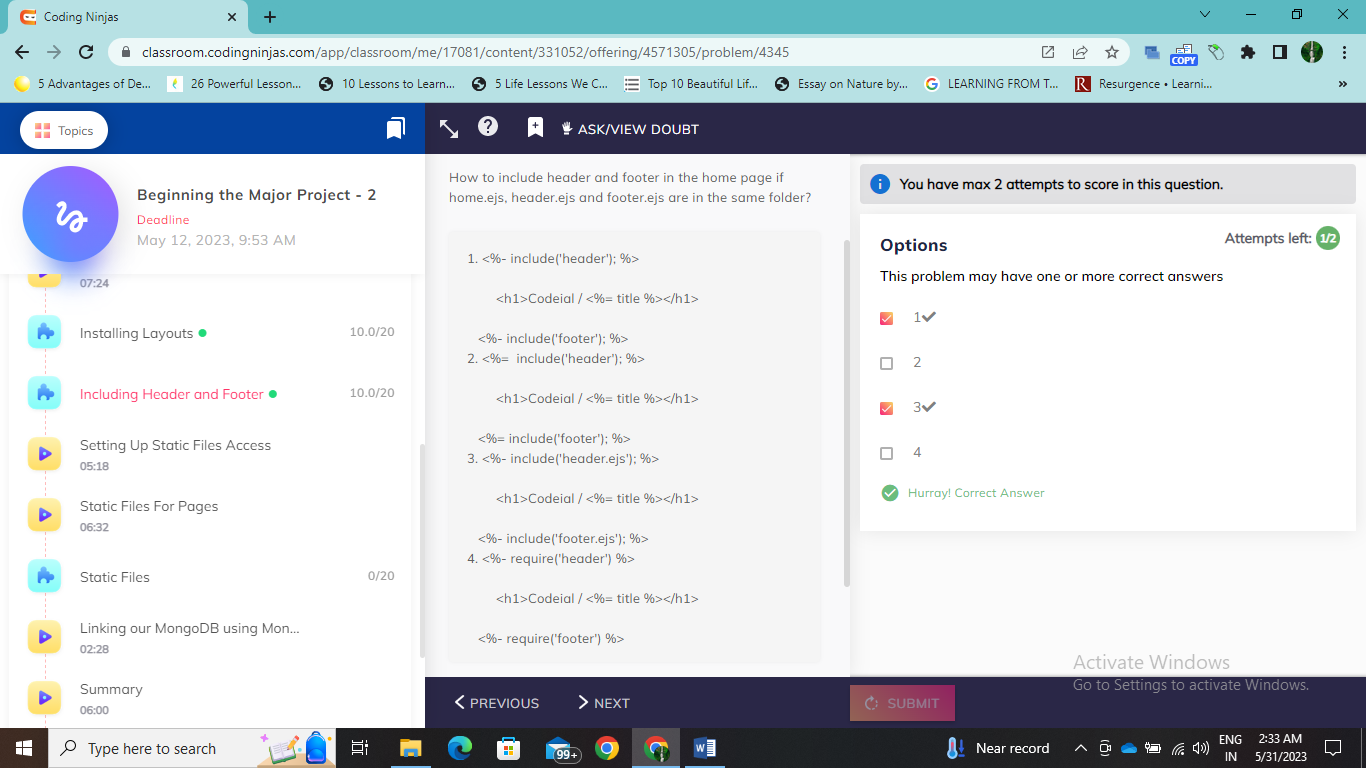 Coding Ninjas
classroom.codingninjas.com/app/classroom/me/17081/content/331052/offering/4571305/problem/4345
COPY
5 Advantages of De...
26 Powerful Lesson...
10 Lessons to Learn...
5 Life Lessons We C...
Top 10 Beautiful Lif...
Essay on Nature by...
LEARNING FROM T...
Resurgence • Learni...
Topics
ASK/VIEW DOUBT
Beginning the Major Project - 2
Deadline
May 12, 2023, 9:53 AM
07:24
Installing Layouts
10.0/20
Including Header and Footer
10.0/20
Setting Up Static Files Access
05:18
Static Files For Pages
06:32
Static Files
0/20
Linking our MongoDB using Mon...
02:28
Summary
06:00
How to include header and footer in the home page if
home.ejs, header.ejs and footer.ejs are in the same folder?
1. <%- include('header'); %>
<h1>Codeial / <%= title %></h1>
<%- include('footer'); %>
2. <%=  include('header'); %>
<h1>Codeial / <%= title %></h1>
<%= include('footer'); %>
3. <%- include('header.ejs'); %>
<h1>Codeial / <%= title %></h1>
<%- include('footer.ejs'); %>
4. <%- require('header') %>
<h1>Codeial / <%= title %></h1>
<%- require('footer') %>
PREVIOUS
NEXT
You have max 2 attempts to score in this question.
Options
Attempts left: 1/2
This problem may have one or more correct answers
1
2
3
4
Hurray! Correct Answer
Activate Windows
Go to Settings to activate Windows.
SUBMIT
Type here to search
99+
Near record
ENG
IN
2:33 AM
5/31/2023